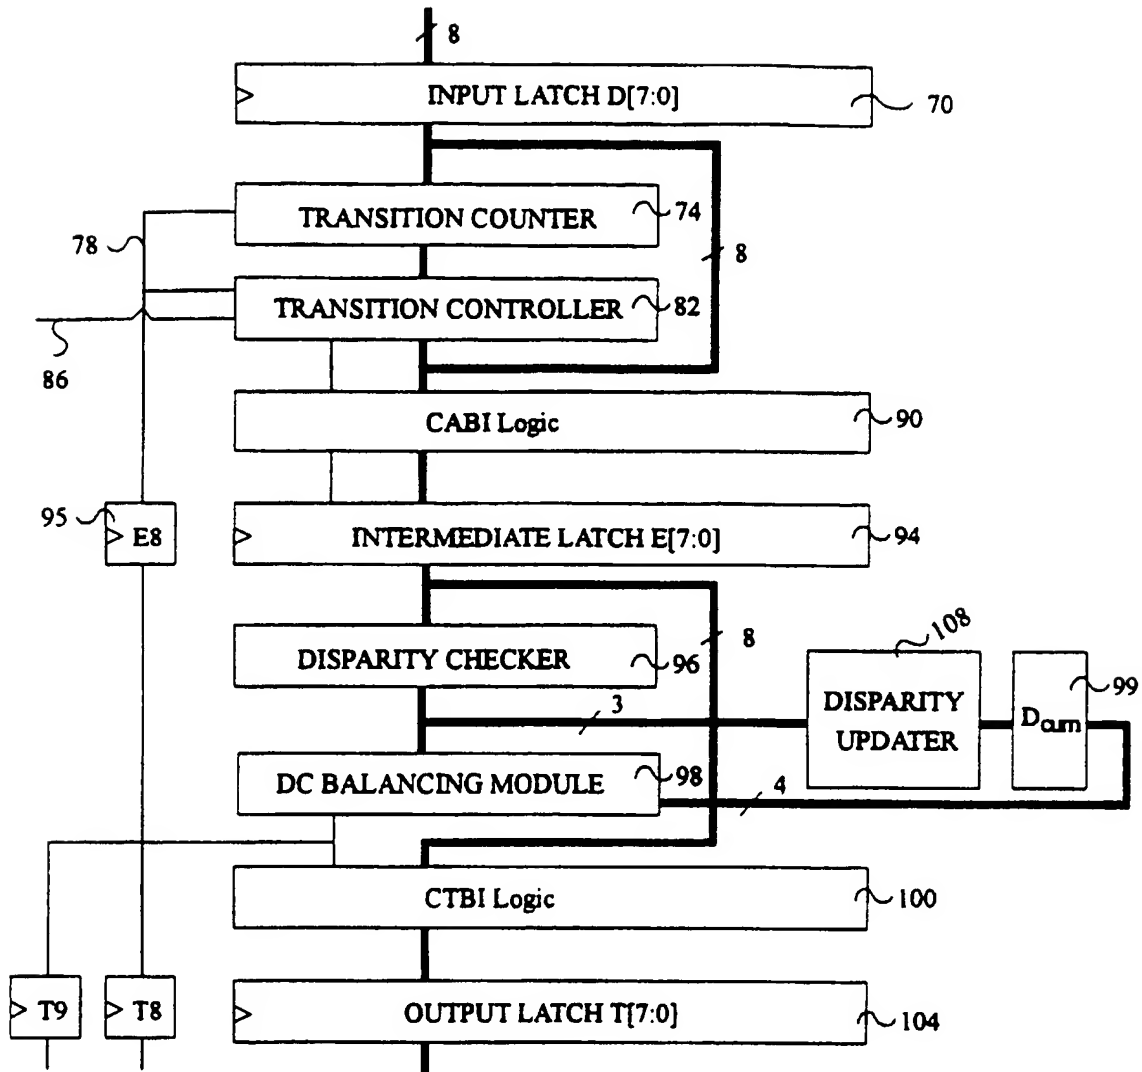 8
INPUT LATCH D[7:0]
70
TRANSITION COUNTER
74
78
8
TRANSITION CONTROLLER
82
86
CABI Logic
90
95
E8
INTERMEDIATE LATCH E[7:0]
94
8
108
DISPARITY CHECKER
96
99
3
DISPARITY
UPDATER
Dcum
DC BALANCING MODULE
98
4
CTBI Logic
100
T9
T8
OUTPUT LATCH T[7:0]
104